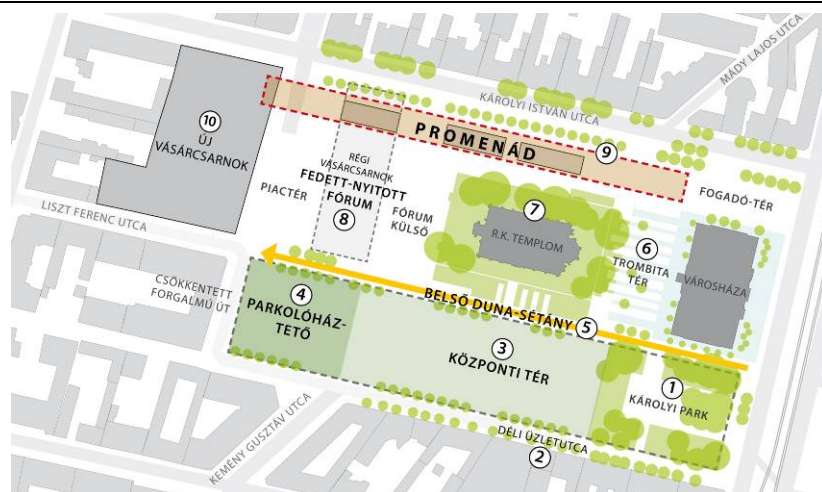 MÁDY LAJOS UTCA
KÁROLYI ISTVÁN UTCA
10
ÚJ
VÁSÁRCSARNOK
PROMENÁD
9
RÉGI
VÁSÁRCSARNOK
FEDETT-NYITOTT
FÓRUM
8
PIACTÉR
FÓRUM
KÜLSŐ
7
R.K. TEMPLOM
FOGADÓ-TÉR
6
TROMBITA
TÉR
VÁROSHÁZA
LISZT FERENC UTCA
CSÖKKENTETT
FORGALMÚ ÚT
4
PARKOLÓHÁZ-
TETŐ
BELSŐ DUNA-SÉTÁNY
5
3
KÖZPONTI TÉR
1
KÁROLYI PARK
KEMÉNY GUSZTÁV UTCA
DÉLI ÜZLETUTCA
2